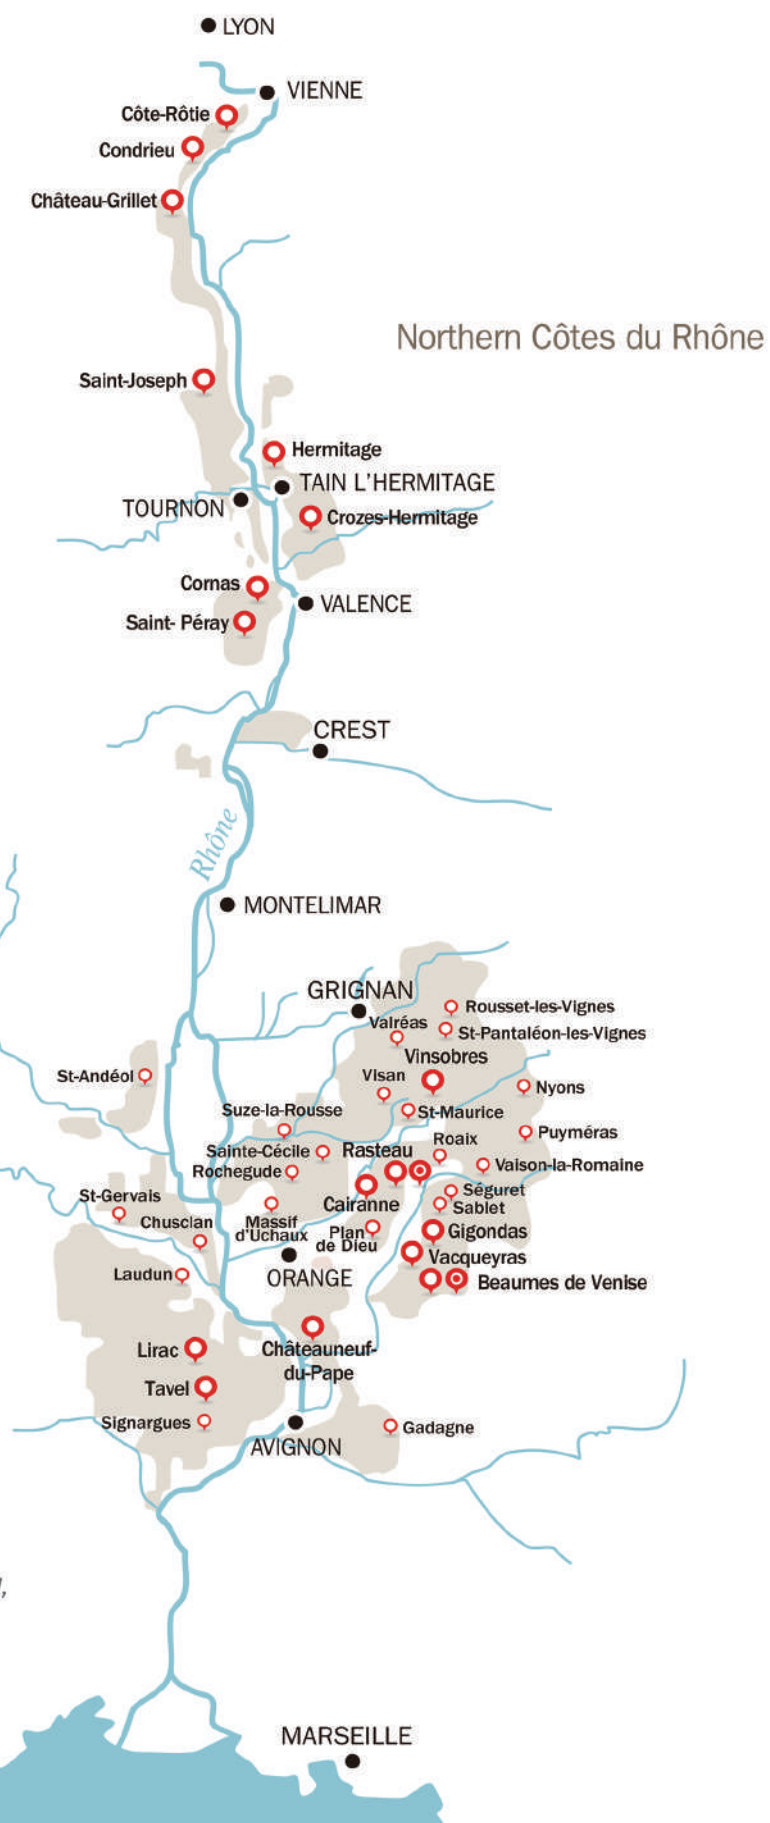 LYON
VIENNE
Côte-Rôtie
Condrieu
Château-Grillet
Northern Côtes du Rhône
Saint-Joseph
Hermitage
TAIN L'HERMITAGE
TOURNON
Crozes-Hermitage
Cornas
VALENCE
Saint- Péray
CREST
Rhône
MONTELIMAR
GRIGNAN
Rousset-les-Vignes
Valréas
St-Pantaléon-les-Vignes
Vinsobres
St-Andéol
Visan
Nyons
Suze-la-Rousse
St-Maurice
Puyméras
Roaix
Sainte-Cécile
Rasteau
Rochegude
Vaison-la-Romaine
St-Gervais
Séguret
Cairanne
Sablet
Chusclan
Massif
d'Uchaux
Plan
de Dieu
Gigondas
Vacqueyras
Laudun
ORANGE
Beaumes de Venise
Lirac
Châteauneuf-
du-Pape
Tavel
Signargues
Gadagne
AVIGNON
MARSEILLE